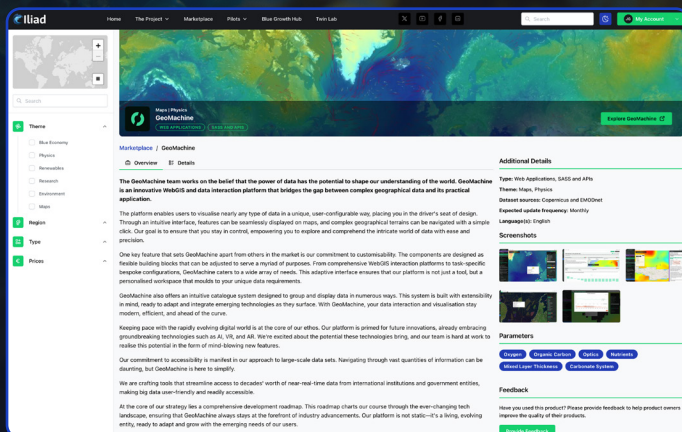 Iliad
Home The Project Marketplace Pilots Blue Growth Hub Twin Lab
Search
My Account
Search
Theme
Blue Economy
Physics
Renewables
Research
Environment
Maps
Region
Type
Prices
Maps | Physics
GeoMachine
WEB APPLICATIONS SASS AND APIS
Explore GeoMachine
Marketplace / GeoMachine
Overview Details
The GeoMachine team works on the belief that the power of data has the potential to shape our understanding of the world. GeoMachine
is an innovative WebGIS and data interaction platform that bridges the gap between complex geographical data and its practical
application.
The platform enables users to visualise nearly any type of data in a unique, user-configurable way, placing you in the driver's seat of design.
Through an intuitive interface, features can be seamlessly displayed on maps, and complex geographical terrains can be navigated with a simple
click. Our goal is to ensure that you stay in control, empowering you to explore and comprehend the intricate world of data with ease and
precision.
One key feature that sets GeoMachine apart from others in the market is our commitment to customisability. The components are designed as
flexible building blocks that can be adjusted to serve a myriad of purposes. From comprehensive WebGIS interaction platforms to task-specific
bespoke configurations, GeoMachine caters to a wide array of needs. This adaptive interface ensures that our platform is not just a tool, but a
personalised workspace that moulds to your unique data requirements.
GeoMachine also offers an intuitive catalogue system designed to group and display data in numerous ways. This system is built with extensibility
in mind, ready to adapt and integrate emerging technologies as they surface. With GeoMachine, your data interaction and visualisation stay
modern, efficient, and ahead of the curve.
Keeping pace with the rapidly evolving digital world is at the core of our ethos. Our platform is primed for future innovations, already embracing
groundbreaking technologies such as AI, VR, and AR. We're excited about the potential these technologies bring, and our team is hard at work to
realise this potential in the form of mind-blowing new features.
Our commitment to accessibility is manifest in our approach to large-scale data sets. Navigating through vast quantities of information can be
daunting, but GeoMachine is here to simplify.
We are crafting tools that streamline access to decades' worth of near-real-time data from international institutions and government entities,
making big data user-friendly and readily accessible.
At the core of our strategy lies a comprehensive development roadmap. This roadmap charts our course through the ever-changing tech
landscape, ensuring that GeoMachine always stays at the forefront of industry advancements. Our platform is not static—it's a living, evolving
entity, ready to adapt and grow with the emerging needs of our users.
Additional Details
Type: Web Applications, SASS and APIs
Theme: Maps, Physics
Dataset sources: Copernicus and EMODnet
Expected update frequency: Monthly
Language(s): English
Screenshots
Parameters
Oxygen Organic Carbon Optics Nutrients
Mixed Layer Thickness Carbonate System
Feedback
Have you used this product? Please provide feedback to help product owners
improve the quality of their products.
Provide Feedback